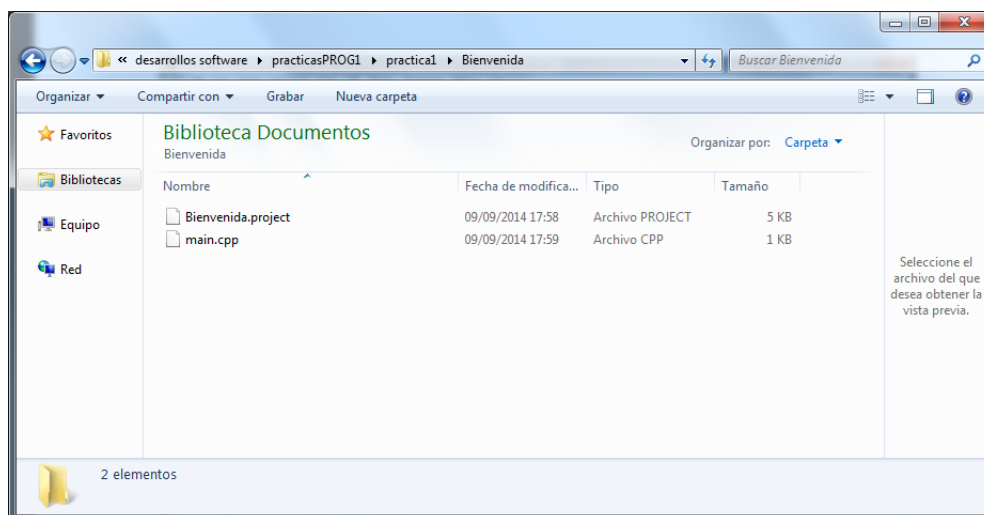 « desarrollos software ▸ practicasPROG1 ▸ practica1 ▸ Bienvenida
Buscar Bienvenida
Organizar ▾ Compartir con ▾ Grabar Nueva carpeta
Favoritos
Bibliotecas
Equipo
Red
Biblioteca Documentos
Bienvenida
Organizar por: Carpeta ▾
Nombre Fecha de modifica... Tipo Tamaño
Bienvenida.project 09/09/2014 17:58 Archivo PROJECT 5 KB
main.cpp 09/09/2014 17:59 Archivo CPP 1 KB
Seleccione el
archivo del que
desea obtener la
vista previa.
2 elementos